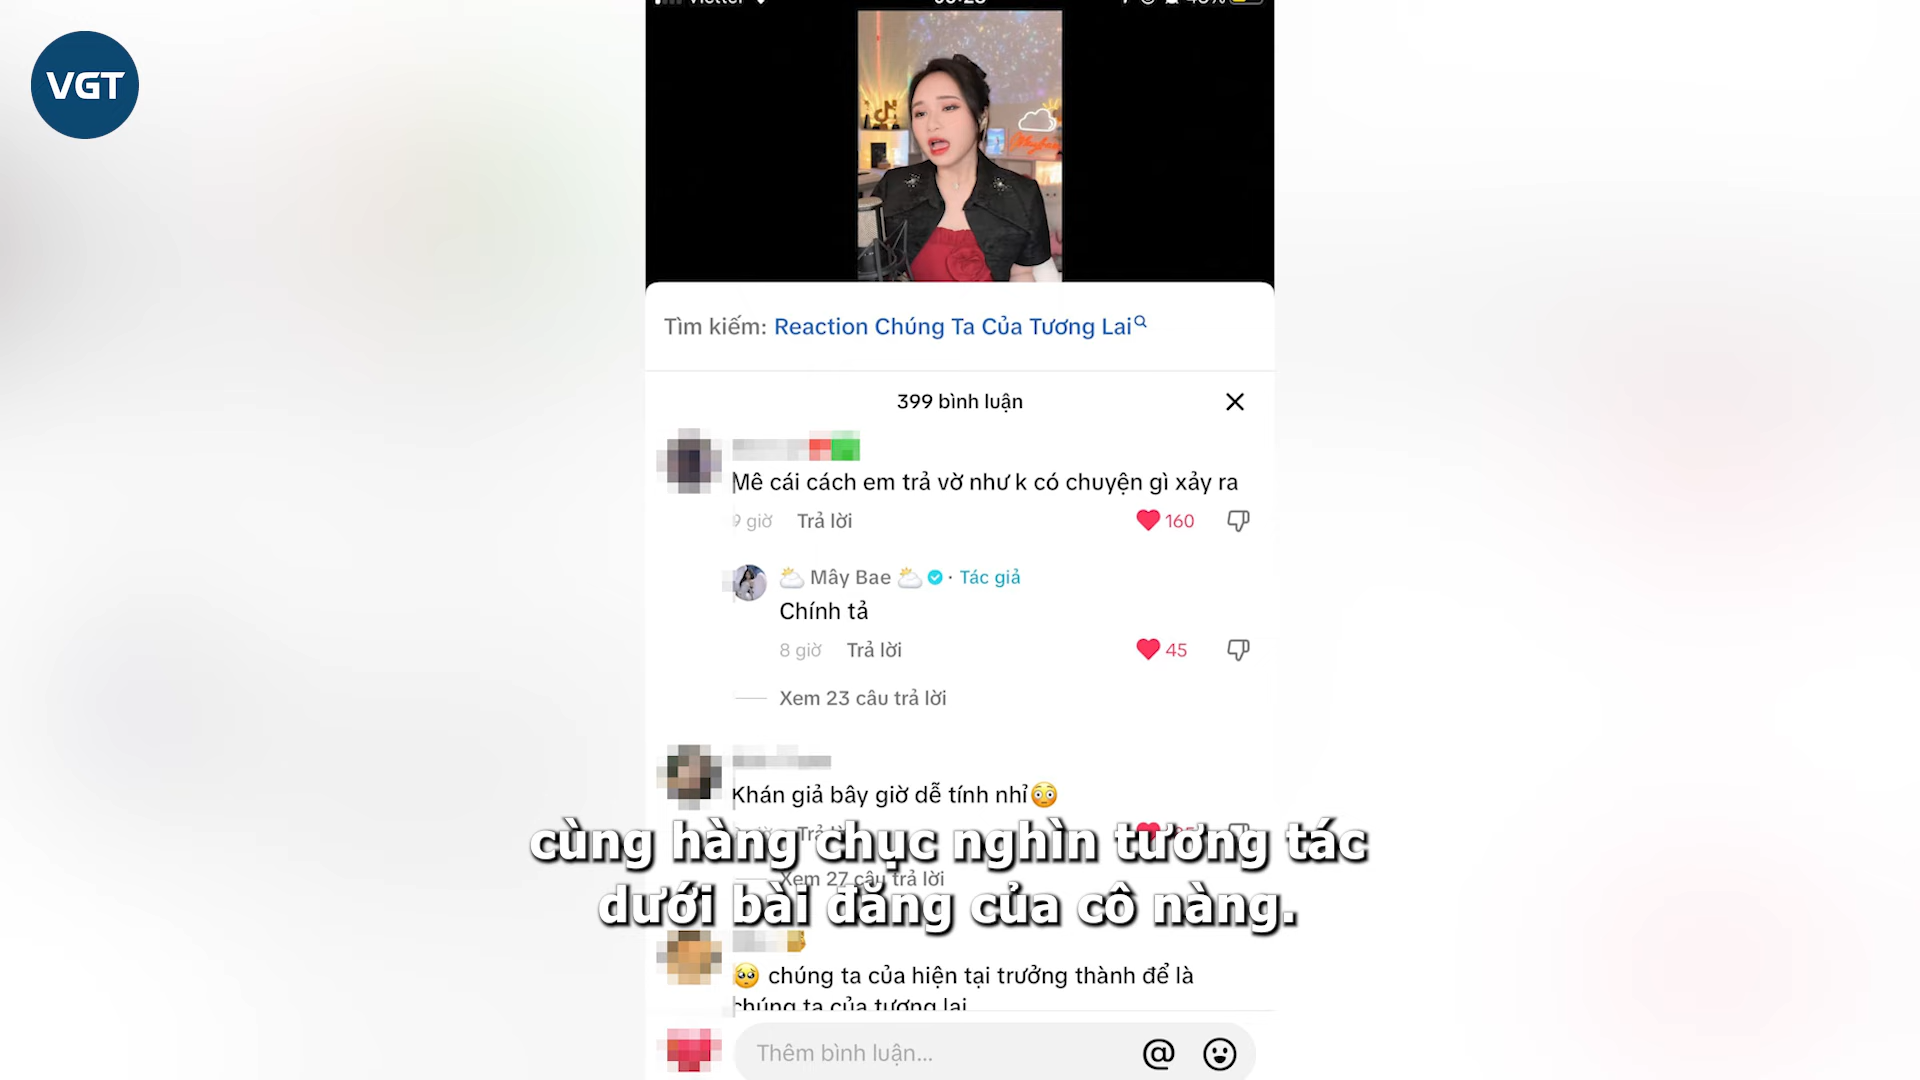 VGT
Tìm kiếm: Reaction Chúng Ta Của Tương Lai
399 bình luận
Mê cái cách em trả vờ như k có chuyện gì xảy ra
9 giờ Trả lời 160
Mây Bae · Tác giả
Chính tả
8 giờ Trả lời 45
Xem 23 câu trả lời
Khán giả bây giờ dễ tính nhỉ
cùng hàng chục nghìn tương tác
Xem 27 câu trả lời
dưới bài đăng của cô nàng.
chúng ta của hiện tại trưởng thành để là
chúng ta của tương lai
Thêm bình luận...